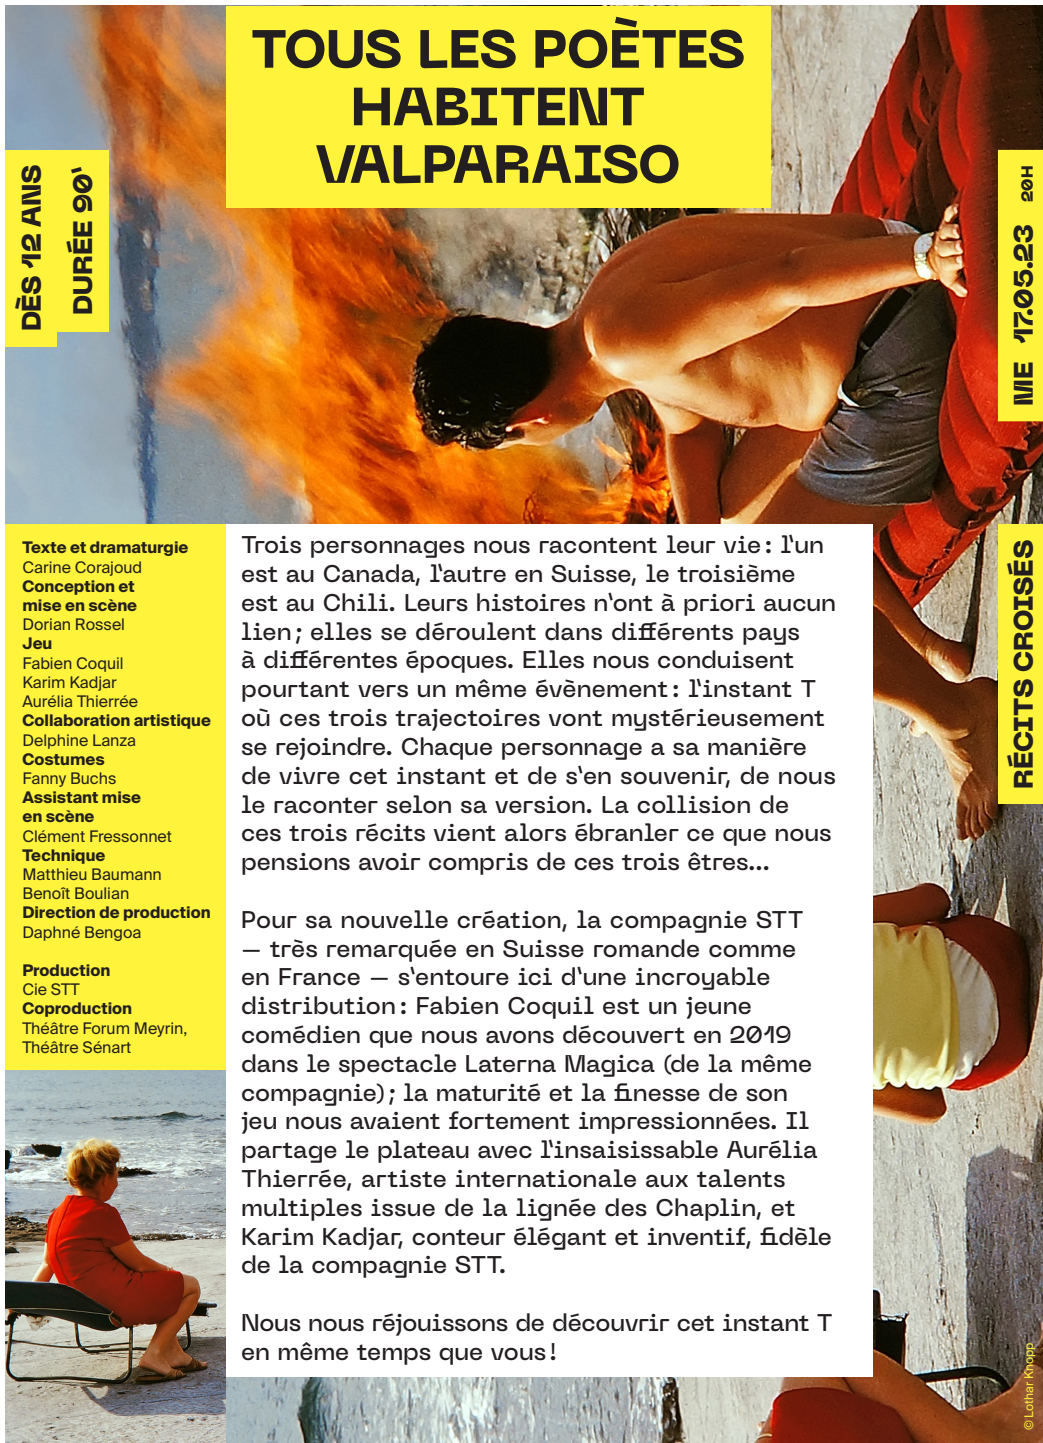 TOUS LES POÈTES
HABITENT
VALPARAISO
DÈS 12 ANS
DURÉE 90'
ME 17.05.23 20H
RÉCITS CROISÉS
Texte et dramaturgie
Carine Corajoud
Conception et
mise en scène
Dorian Rossel
Jeu
Fabien Coquil
Karim Kadjar
Aurélia Thierrée
Collaboration artistique
Delphine Lanza
Costumes
Fanny Buchs
Assistant mise
en scène
Clément Fressonnet
Technique
Matthieu Baumann
Benoît Boulian
Direction de production
Daphné Bengoa
Production
Cie STT
Coproduction
Théâtre Forum Meyrin,
Théâtre Sénart
Trois personnages nous racontent leur vie : l'un
est au Canada, l'autre en Suisse, le troisième
est au Chili. Leurs histoires n'ont à priori aucun
lien ; elles se déroulent dans différents pays
à différentes époques. Elles nous conduisent
pourtant vers un même évènement : l'instant T
où ces trois trajectoires vont mystérieusement
se rejoindre. Chaque personnage a sa manière
de vivre cet instant et de s'en souvenir, de nous
le raconter selon sa version. La collision de
ces trois récits vient alors ébranler ce que nous
pensions avoir compris de ces trois êtres...
Pour sa nouvelle création, la compagnie STT
– très remarquée en Suisse romande comme
en France – s'entoure ici d'une incroyable
distribution : Fabien Coquil est un jeune
comédien que nous avons découvert en 2019
dans le spectacle Laterna Magica (de la même
compagnie) ; la maturité et la finesse de son
jeu nous avaient fortement impressionnées. Il
partage le plateau avec l'insaisissable Aurélia
Thierrée, artiste internationale aux talents
multiples issue de la lignée des Chaplin, et
Karim Kadjar, conteur élégant et inventif, fidèle
de la compagnie STT.
Nous nous réjouissons de découvrir cet instant T
en même temps que vous !
© Lothar Knopp